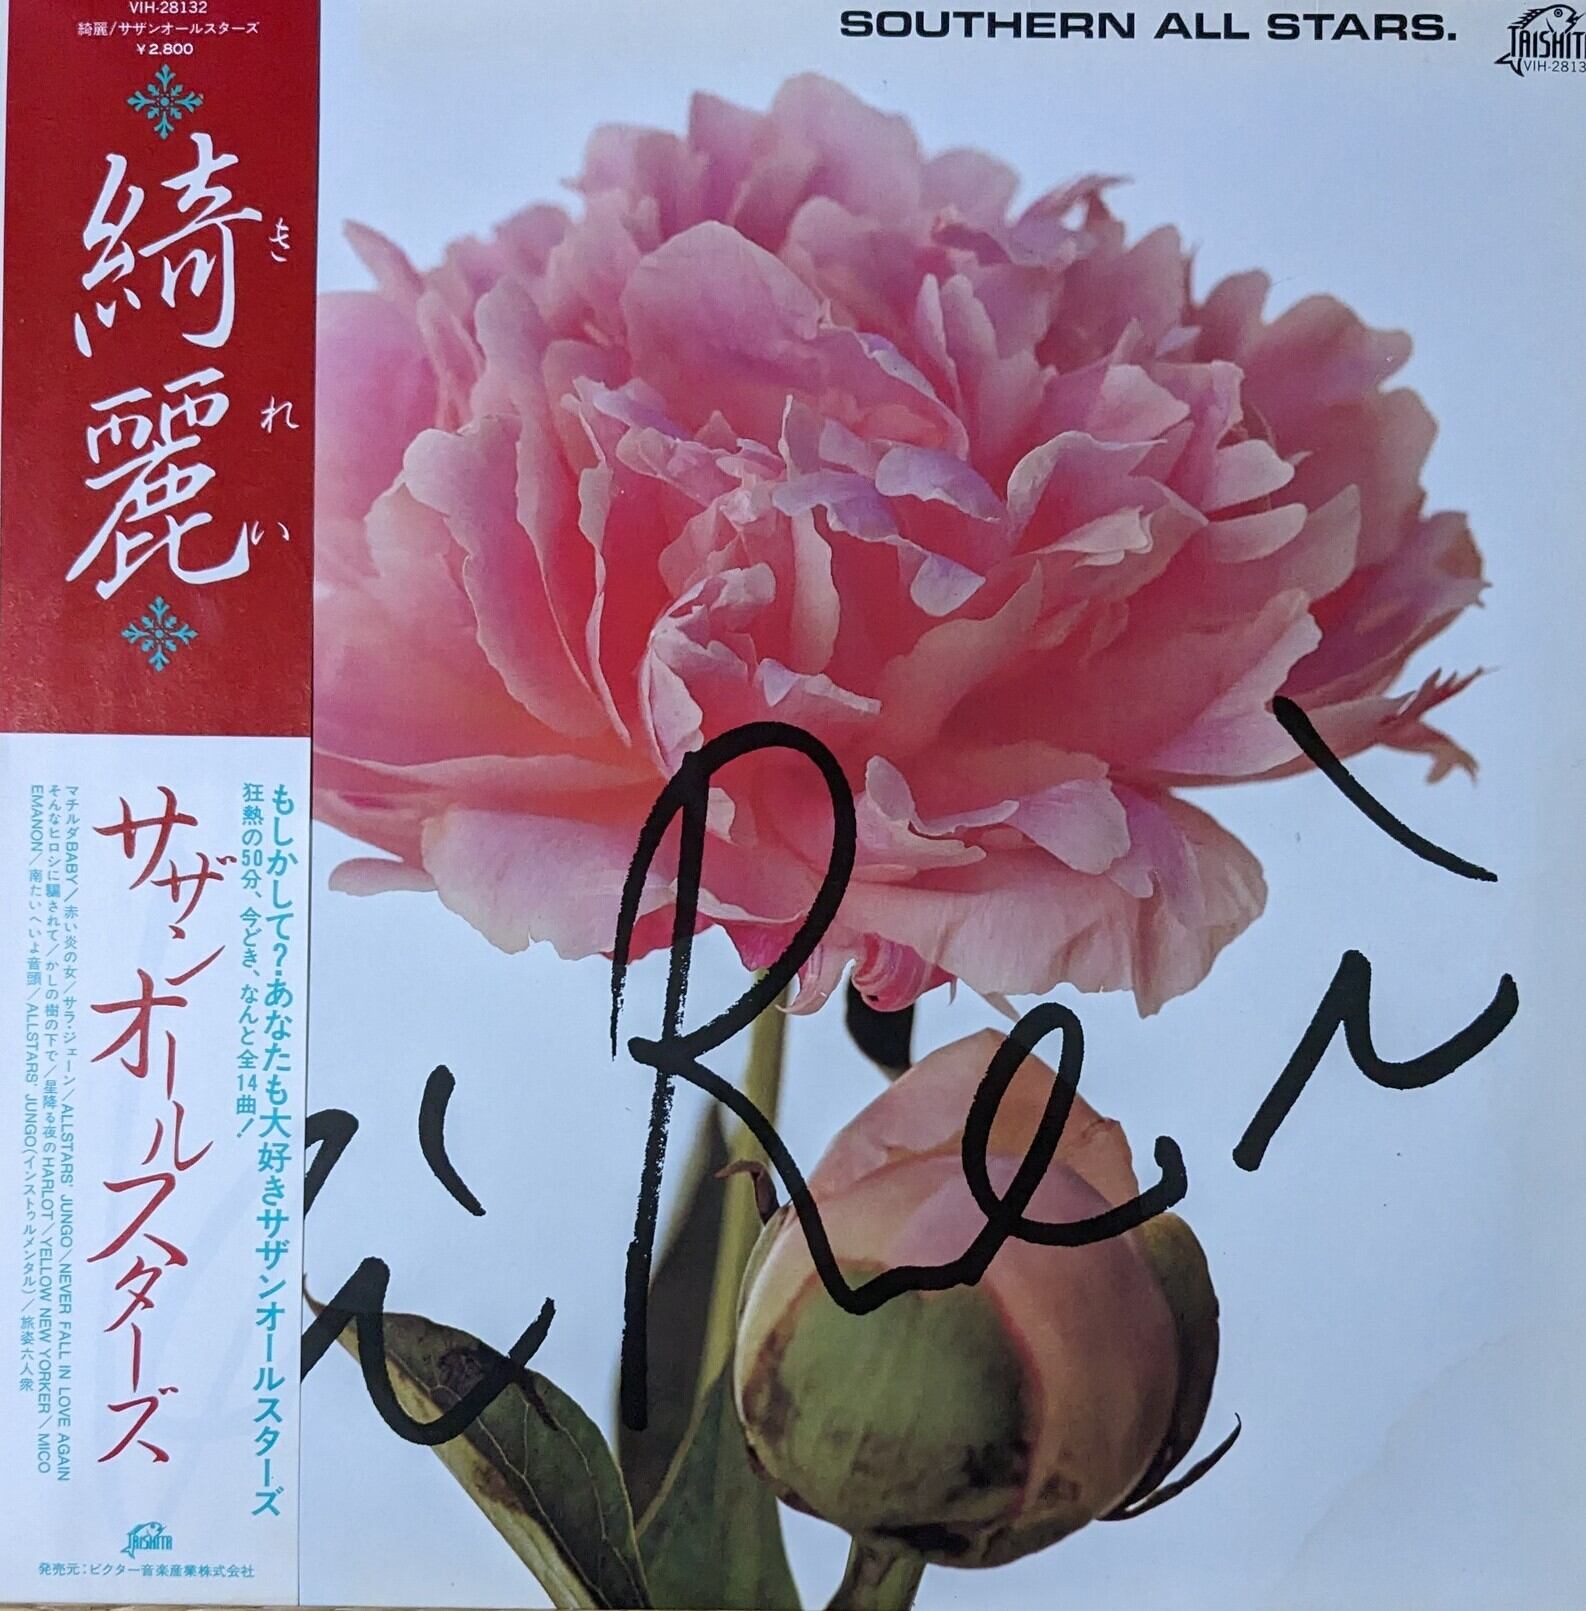 VIH-28132
綺麗/サザンオールスターズ
¥2,800
綺麗
きれい
もしかして?あなたも大好きサザンオールスターズ
狂熱の50分、今どき、なんと全14曲!
サザンオールスターズ
マチルダBABY/赤い炎の女/サラ・ジェーン/ALLSTARS' JUNGO/NEVER FALL IN LOVE AGAIN
そんなヒロシに騙されて/かしの樹の下で/星降る夜のHARLOT/YELLOW NEW YORKER/MICO
EMANON/南たいへいよ音頭/ALLSTARS' JUNGO(インストゥルメンタル)/旅姿六人衆
TAISHITA
発売元:ビクター音楽産業株式会社
SOUTHERN ALL STARS.
TAISHITA
VIH-2813
Rei